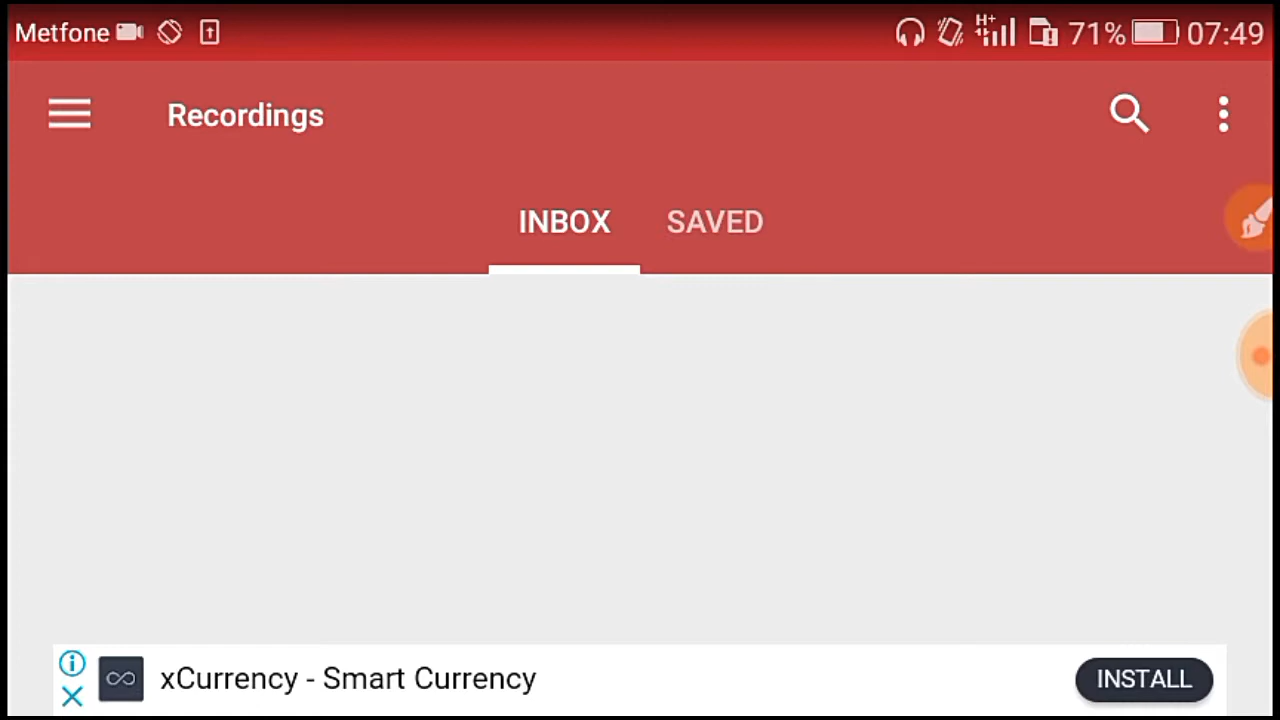 Metfone H+ 71% 07:49
Recordings
INBOX SAVED
xCurrency - Smart Currency INSTALL